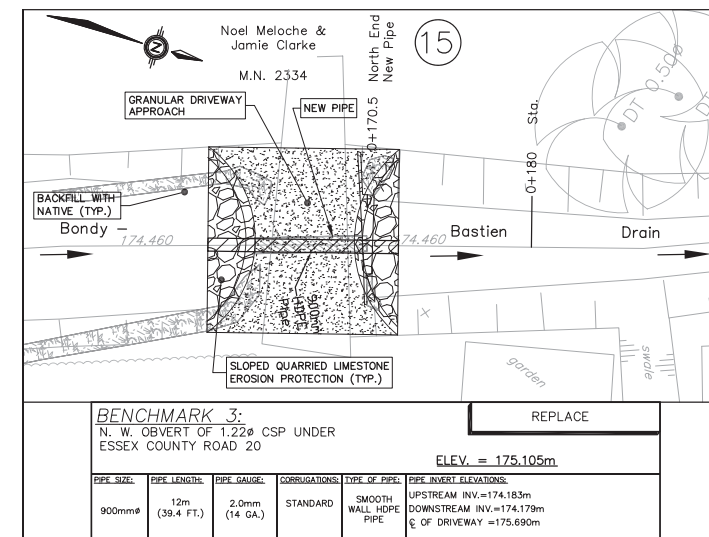 Noel Meloche &
Jamie Clarke
M.N. 2334
15
N
North End
New Pipe
0+170.5
0+180 Sta.
DT 0.50ø
GRANULAR DRIVEWAY
APPROACH
NEW PIPE
BACKFILL WITH
NATIVE (TYP.)
Bondy -
174.460
74.460
Bastien
Drain
900mm
HDPE
PIPE
SLOPED QUARRIED LIMESTONE
EROSION PROTECTION (TYP.)
garden
swale
BENCHMARK 3:
N. W. OBVERT OF 1.22ø CSP UNDER
ESSEX COUNTY ROAD 20
REPLACE
ELEV. = 175.105m
PIPE SIZE: PIPE LENGTH: PIPE GAUGE: CORRUGATIONS: TYPE OF PIPE: PIPE INVERT ELEVATIONS:
900mmø
12m
(39.4 FT.)
2.0mm
(14 GA.)
STANDARD
SMOOTH
WALL HDPE
PIPE
UPSTREAM INV.=174.183m
DOWNSTREAM INV.=174.179m
℄ OF DRIVEWAY =175.690m